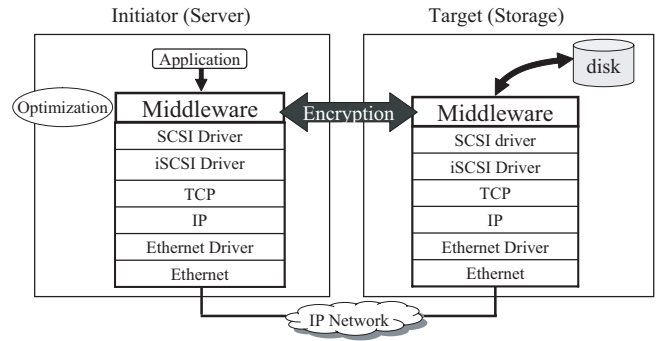 Initiator (Server)
Target (Storage)
Application
disk
Optimization
Middleware
Encryption
Middleware
SCSI Driver
iSCSI Driver
TCP
IP
Ethernet Driver
Ethernet
SCSI driver
iSCSI Driver
TCP
IP
Ethernet Driver
Ethernet
IP Network